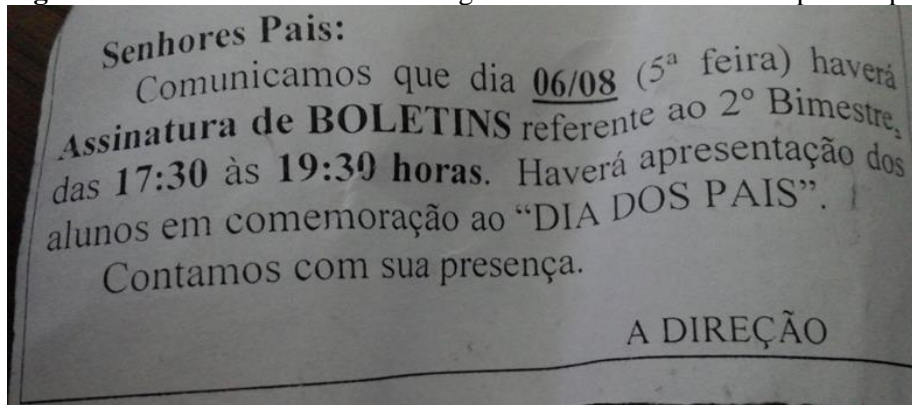 Senhores Pais:
Comunicamos que dia 06/08 (5ª feira) haverá
Assinatura de BOLETINS referente ao 2º Bimestre,
das 17:30 às 19:30 horas. Haverá apresentação dos
alunos em comemoração ao “DIA DOS PAIS”.
Contamos com sua presença.
A DIREÇÃO